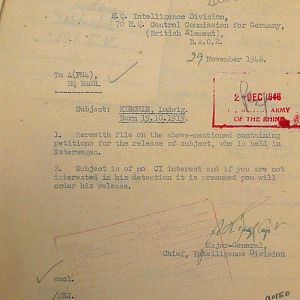 H.Q. Intelligence Division,
70 H.Q. Control Commission for Germany,
(British Element),
B.A.O.R.
29 November 1946.
To A(PW4),
HQ BAOR.
Subject: KIECHLE, Ludwig.
Born 19.10.1919.
2 DEC 1946
ARMY
OF THE RHINE
1. Herewith file on the above-mentioned containing
petitions for the release of subject, who is held in
Esterwegen.
2. Subject is of no CI interest and if you are not
interested in his detention it is presumed you will
order his release.
Major-General,
Chief, Intelligence Division
encl.